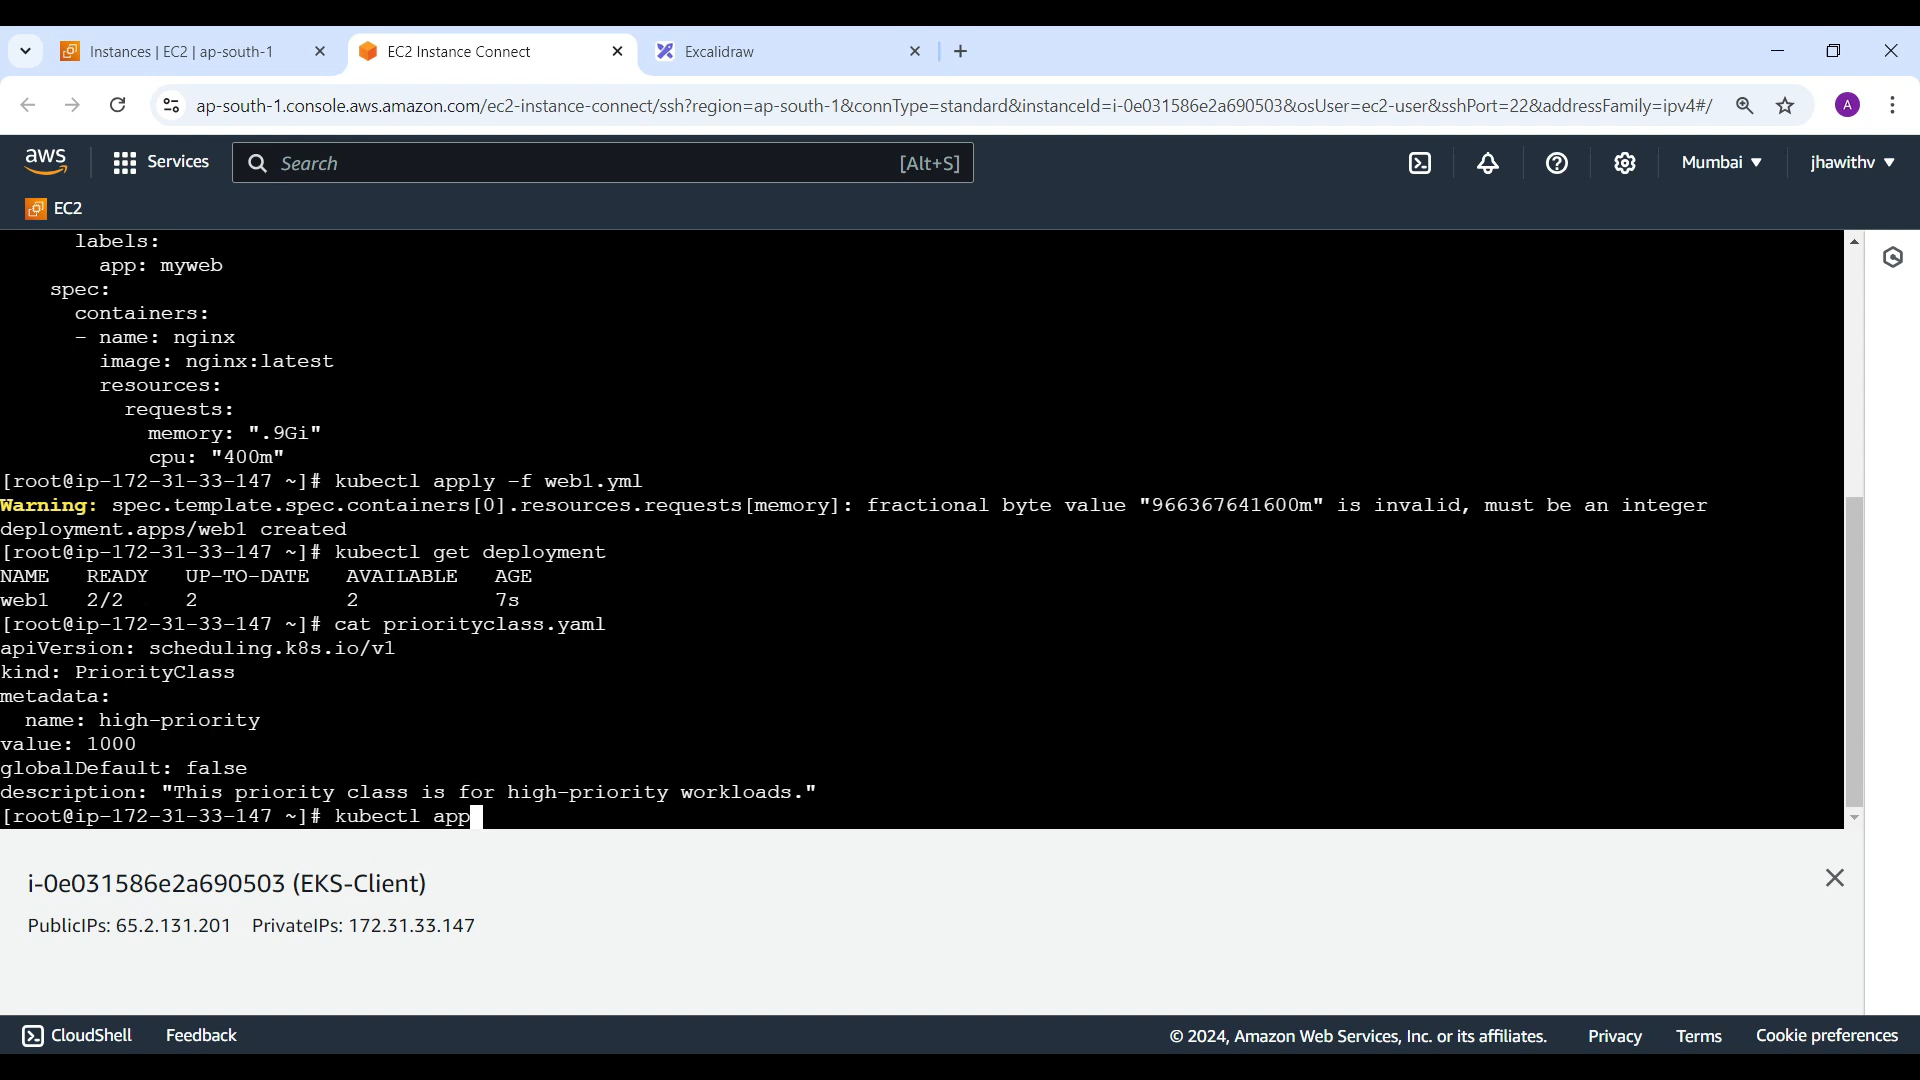 Instances | EC2 | ap-south-1
EC2 Instance Connect
Excalidraw
ap-south-1.console.aws.amazon.com/ec2-instance-connect/ssh?region=ap-south-1&connType=standard&instanceId=i-0e031586e2a690503&osUser=ec2-user&sshPort=22&addressFamily=ipv4#/
A
aws
Services
Search
[Alt+S]
Mumbai
jhawithv
EC2
labels:
app: myweb
spec:
containers:
- name: nginx
image: nginx:latest
resources:
requests:
memory: ".9Gi"
cpu: "400m"
[root@ip-172-31-33-147 ~]# kubectl apply -f web1.yml
Warning: spec.template.spec.containers[0].resources.requests[memory]: fractional byte value "966367641600m" is invalid, must be an integer
deployment.apps/web1 created
[root@ip-172-31-33-147 ~]# kubectl get deployment
NAME READY UP-TO-DATE AVAILABLE AGE
web1 2/2 2 2 7s
[root@ip-172-31-33-147 ~]# cat priorityclass.yaml
apiVersion: scheduling.k8s.io/v1
kind: PriorityClass
metadata:
name: high-priority
value: 1000
globalDefault: false
description: "This priority class is for high-priority workloads."
[root@ip-172-31-33-147 ~]# kubectl app
i-0e031586e2a690503 (EKS-Client)
PublicIPs: 65.2.131.201 PrivateIPs: 172.31.33.147
CloudShell
Feedback
© 2024, Amazon Web Services, Inc. or its affiliates.
Privacy
Terms
Cookie preferences